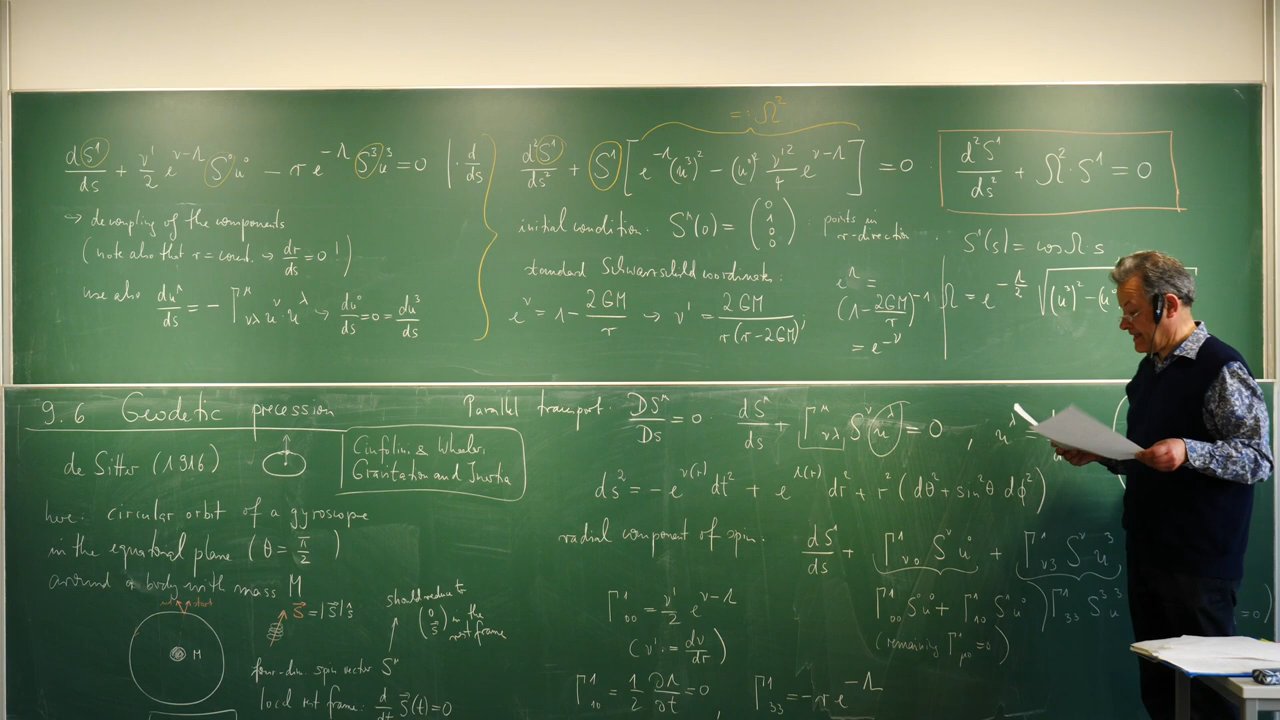 dS¹/ds + ν'/2 e^(ν-Λ) S⁰u⁰ - r e^(-Λ) S³u³ = 0 | · d/ds
↪ decoupling of the components
(note also that r = const. → dr/ds = 0 !)
use also du^μ/ds = - Γ^μ_νλ u^ν · u^λ ↪ du⁰/ds = 0 = du³/ds
=: Ω²
d²S¹/ds² + S¹ [ e^(-Λ) (u³)² - (u⁰)² ν'²/4 e^(ν-Λ) ] = 0
initial condition: S^μ(0) = (0 1 0 0) points in r-direction
standard Schwarzschild coordinates:
e^ν = 1 - 2GM/r → ν' = 2GM/r(r-2GM),
e^Λ =
(1 - 2GM/r)^-1
= e^-ν
d²S¹/ds² + Ω² · S¹ = 0
S¹(s) = cos Ω · s
Ω = e^(-Λ/2) √(u³)² - (u⁰
9.6 Geodetic precession
de Sitter (1916)
Ciufolini & Wheeler,
Gravitation and Inertia
here: circular orbit of a gyroscope
in the equatorial plane (θ = π/2)
around a body with mass M
start
M
S⃗ = |S⃗| ŝ
should reduce to
(0 s⃗) in the
rest frame
four-dim. spin vector S^ν
local rest frame: d/dt S⃗(t) = 0
Parallel transport: DS^μ/Ds = 0 · dS^μ/ds + Γ^μ_νλ S^ν u^λ = 0 , u^λ =
ds² = - e^ν(r) dt² + e^Λ(r) dr² + r² (dθ² + sin²θ dϕ²)
radial component of spin: dS¹/ds + Γ¹_ν0 S^ν u⁰ + Γ¹_ν3 S^ν u³
Γ¹_00 S⁰u⁰ + Γ¹_10 S¹u⁰ ) Γ¹_33 S³u³ = 0)
(remaining Γ¹_μ0 = 0)
Γ¹_00 = ν'/2 e^(ν-Λ)
(ν' := dν/dr)
Γ¹_10 = 1/2 ∂Λ/∂t = 0 Γ¹_33 = - r e^-Λ